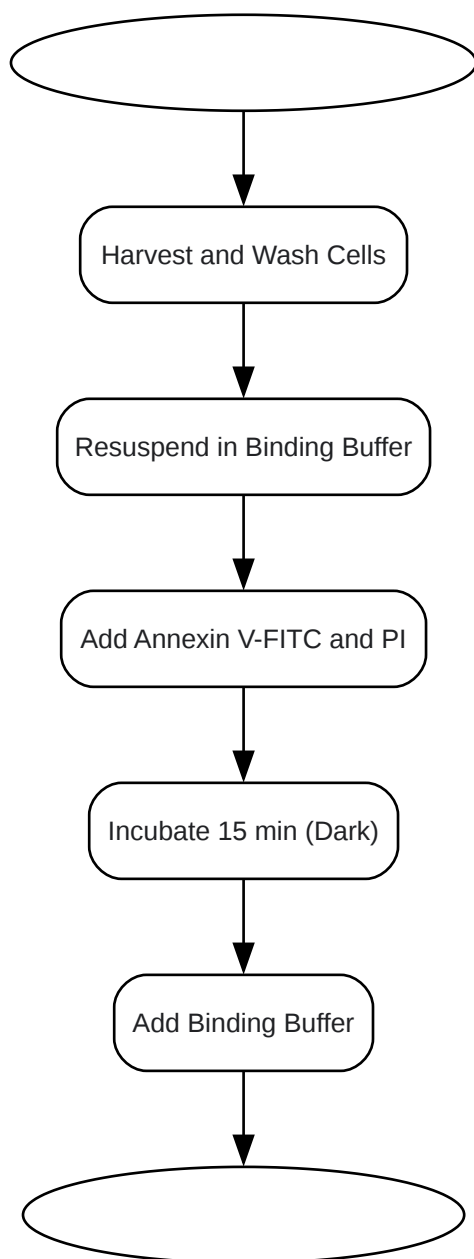 Harvest and Wash Cells
Resuspend in Binding Buffer
Add Annexin V-FITC and PI
Incubate 15 min (Dark)
Add Binding Buffer